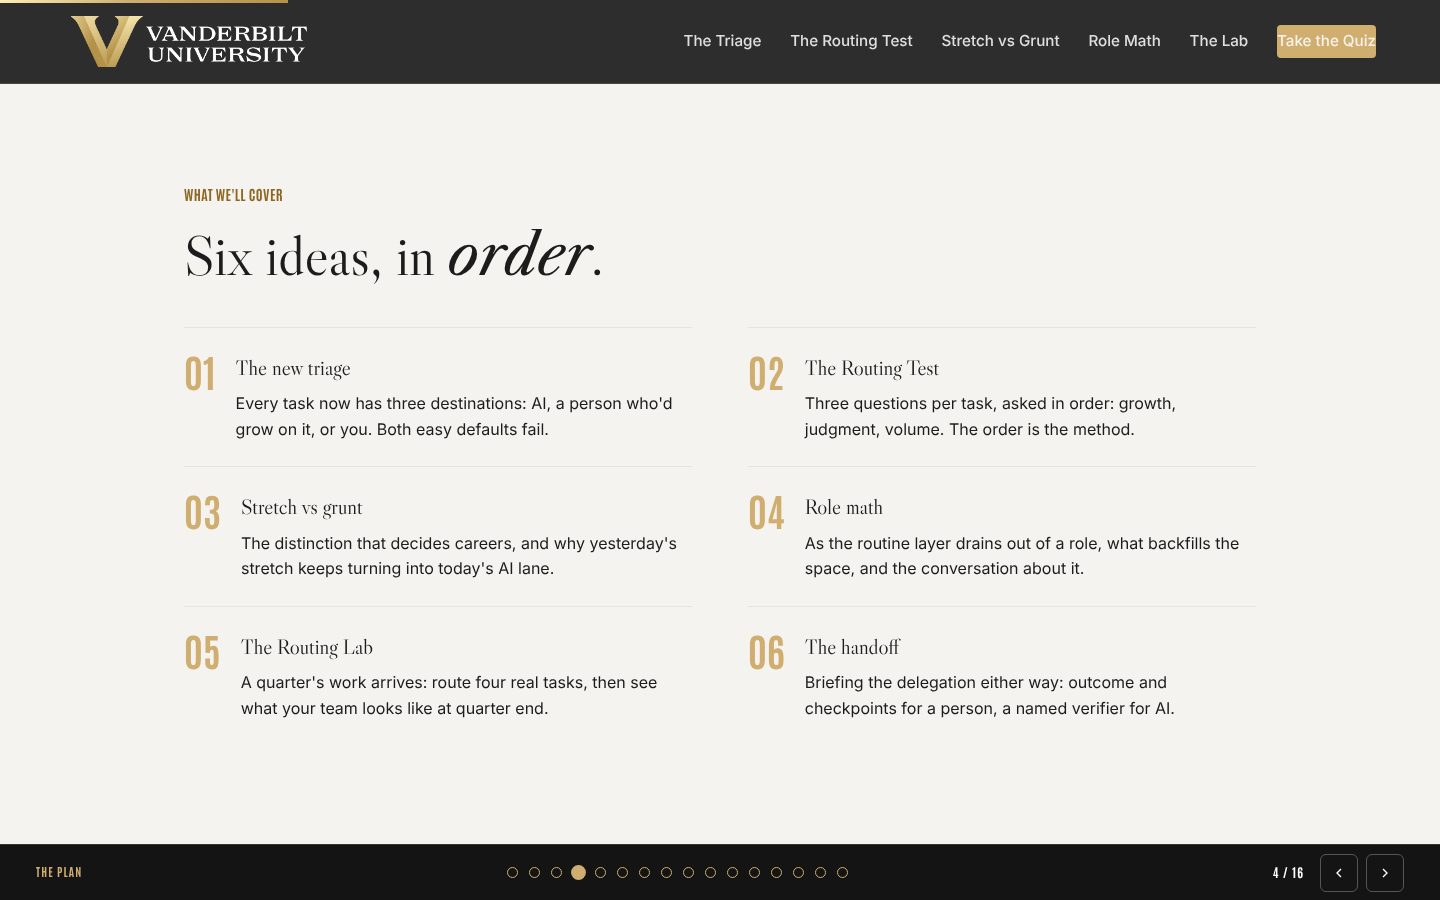 VANDERBILT
UNIVERSITY
The Triage
The Routing Test
Stretch vs Grunt
Role Math
The Lab
Take the Quiz
WHAT WE'LL COVER
Six ideas, in order.
01
The new triage
Every task now has three destinations: AI, a person who'd
grow on it, or you. Both easy defaults fail.
02
The Routing Test
Three questions per task, asked in order: growth,
judgment, volume. The order is the method.
03
Stretch vs grunt
The distinction that decides careers, and why yesterday's
stretch keeps turning into today's AI lane.
04
Role math
As the routine layer drains out of a role, what backfills the
space, and the conversation about it.
05
The Routing Lab
A quarter's work arrives: route four real tasks, then see
what your team looks like at quarter end.
06
The handoff
Briefing the delegation either way: outcome and
checkpoints for a person, a named verifier for AI.
THE PLAN
4 / 16